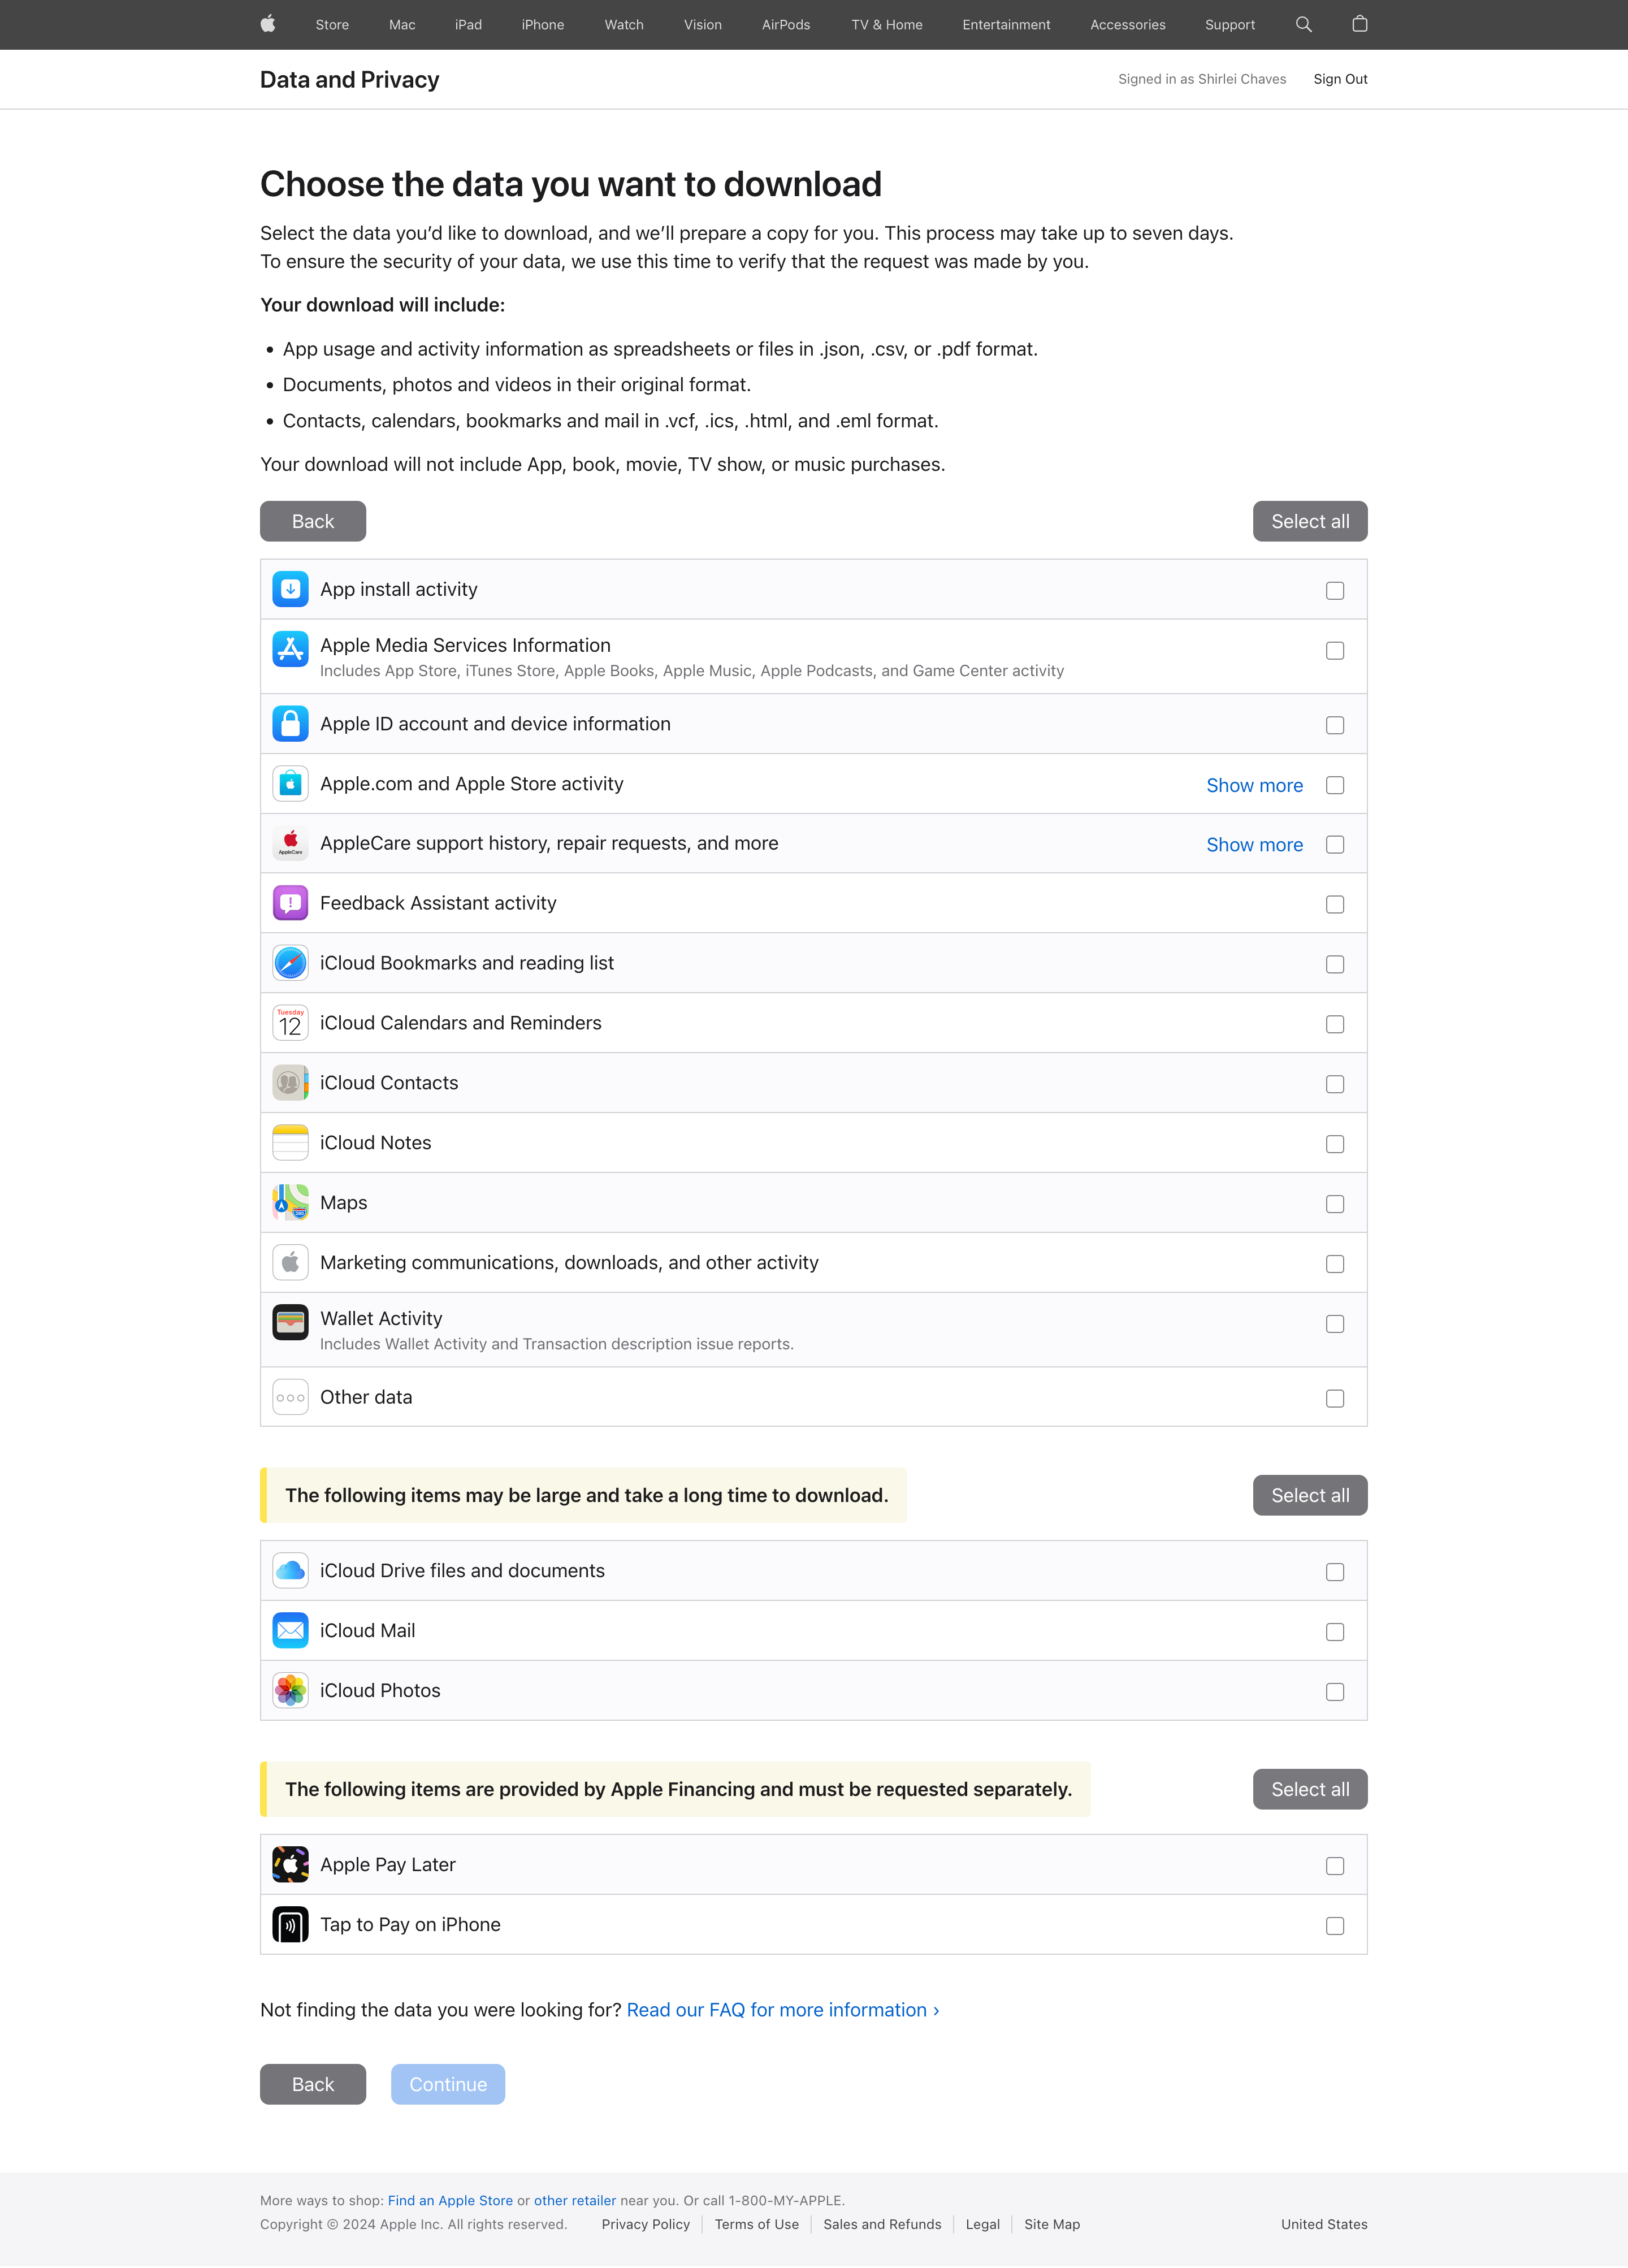 Store Mac iPad iPhone Watch Vision AirPods TV & Home Entertainment Accessories Support
Data and Privacy
Signed in as Shirlei Chaves Sign Out
Choose the data you want to download
Select the data you’d like to download, and we’ll prepare a copy for you. This process may take up to seven days.
To ensure the security of your data, we use this time to verify that the request was made by you.
Your download will include:
• App usage and activity information as spreadsheets or files in .json, .csv, or .pdf format.
• Documents, photos and videos in their original format.
• Contacts, calendars, bookmarks and mail in .vcf, .ics, .html, and .eml format.
Your download will not include App, book, movie, TV show, or music purchases.
Back Select all
App install activity
Apple Media Services Information
Includes App Store, iTunes Store, Apple Books, Apple Music, Apple Podcasts, and Game Center activity
Apple ID account and device information
Apple.com and Apple Store activity Show more
AppleCare
AppleCare support history, repair requests, and more Show more
Feedback Assistant activity
iCloud Bookmarks and reading list
Tuesday
12
iCloud Calendars and Reminders
iCloud Contacts
iCloud Notes
Maps
Marketing communications, downloads, and other activity
Wallet Activity
Includes Wallet Activity and Transaction description issue reports.
Other data
The following items may be large and take a long time to download. Select all
iCloud Drive files and documents
iCloud Mail
iCloud Photos
The following items are provided by Apple Financing and must be requested separately. Select all
Apple Pay Later
Tap to Pay on iPhone
Not finding the data you were looking for? Read our FAQ for more information ›
Back Continue
More ways to shop: Find an Apple Store or other retailer near you. Or call 1-800-MY-APPLE.
Copyright © 2024 Apple Inc. All rights reserved. Privacy Policy Terms of Use Sales and Refunds Legal Site Map United States